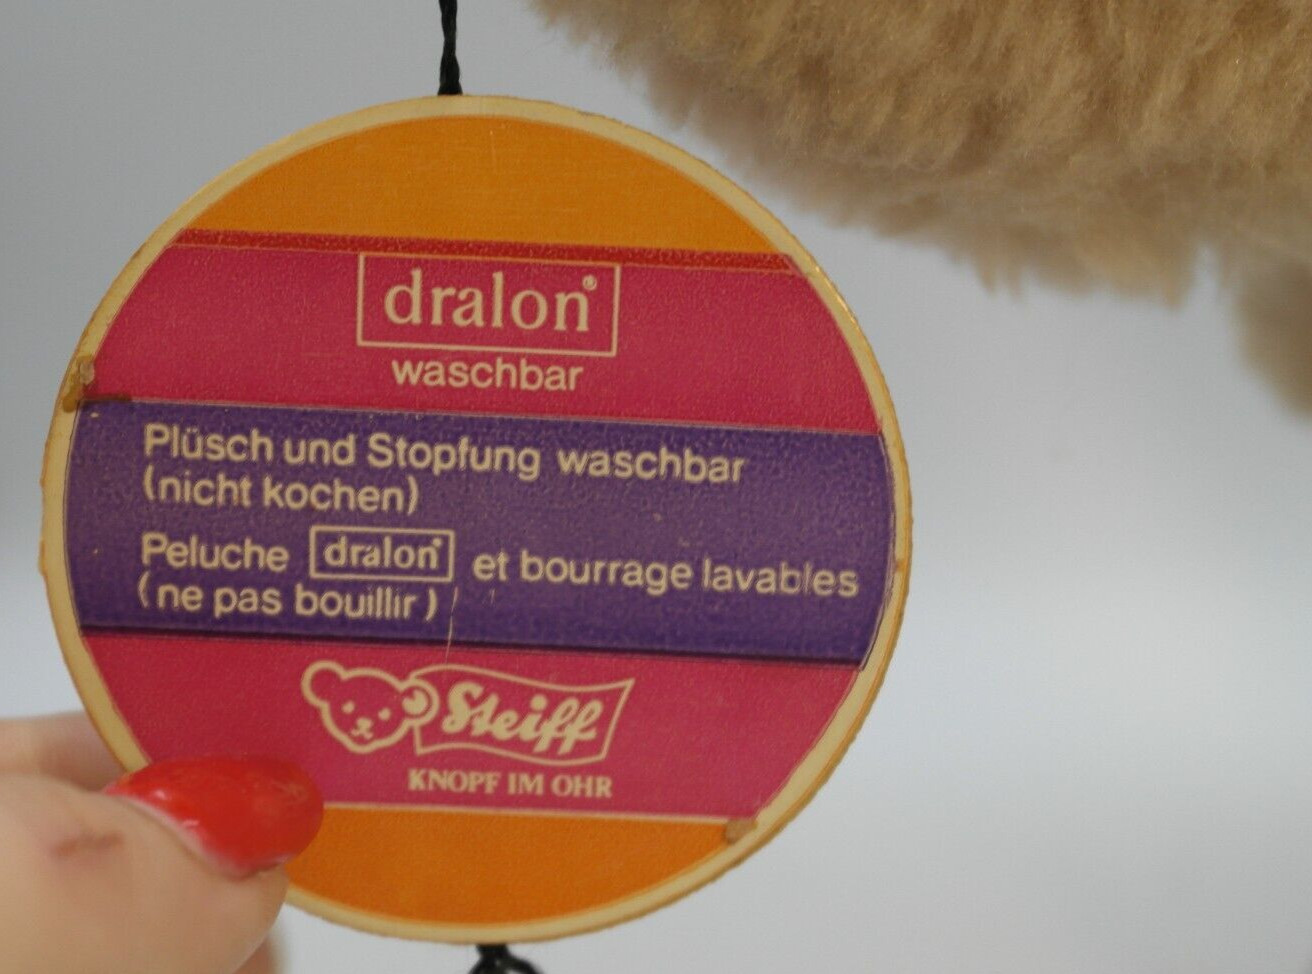 dralon®
waschbar
Plüsch und Stopfung waschbar
(nicht kochen)
Peluche dralon® et bourrage lavables
(ne pas bouillir)
Steiff
KNOPF IM OHR